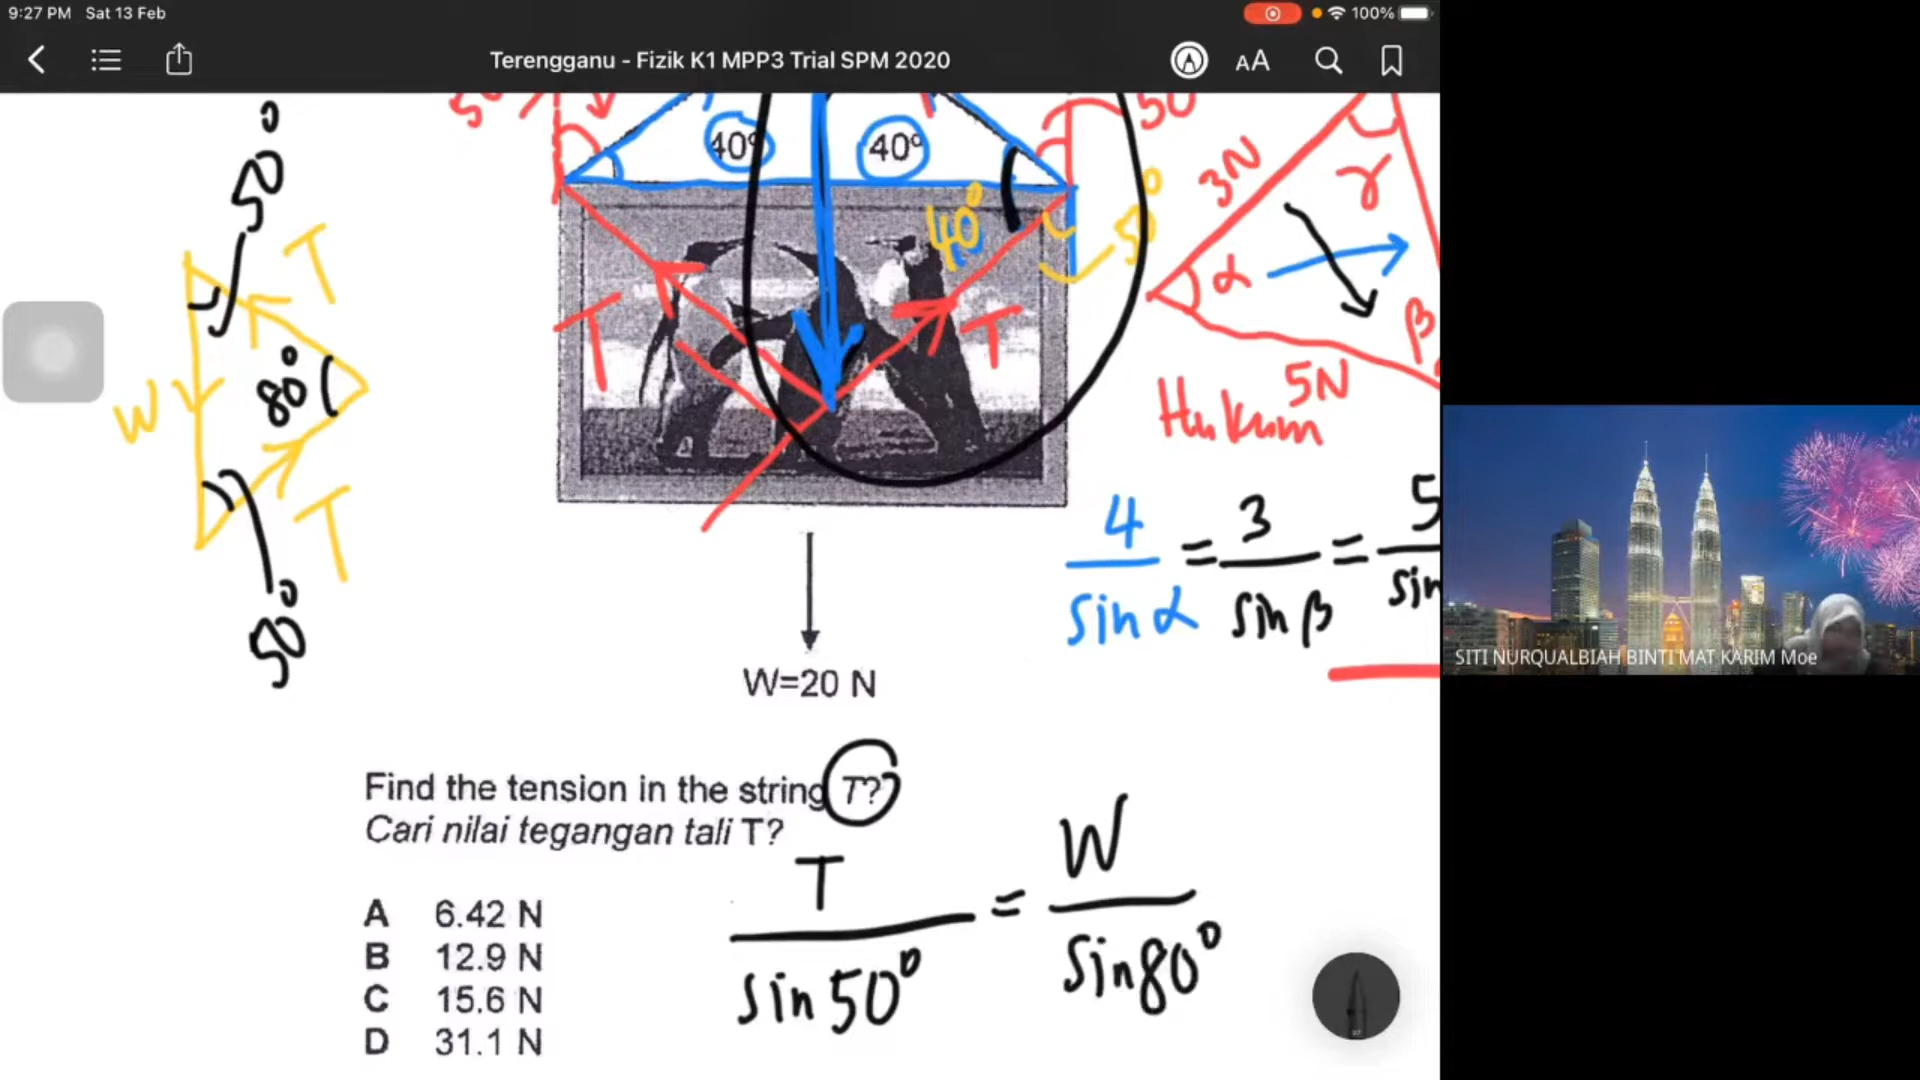 9:27 PM Sat 13 Feb
100%
Terengganu - Fizik K1 MPP3 Trial SPM 2020
AA
50°
T
W
80°
T
50°
40°
40°
50
40°
50°
T
T
3N
γ
α
β
5N
Hukum
4/sin α = 3/sin β = 5/sin
W=20 N
Find the tension in the string T?
Cari nilai tegangan tali T?
A 6.42 N
B 12.9 N
C 15.6 N
D 31.1 N
T/sin 50° = W/sin 80°
SITI NURQUALBIAH BINTI MAT KARIM Moe